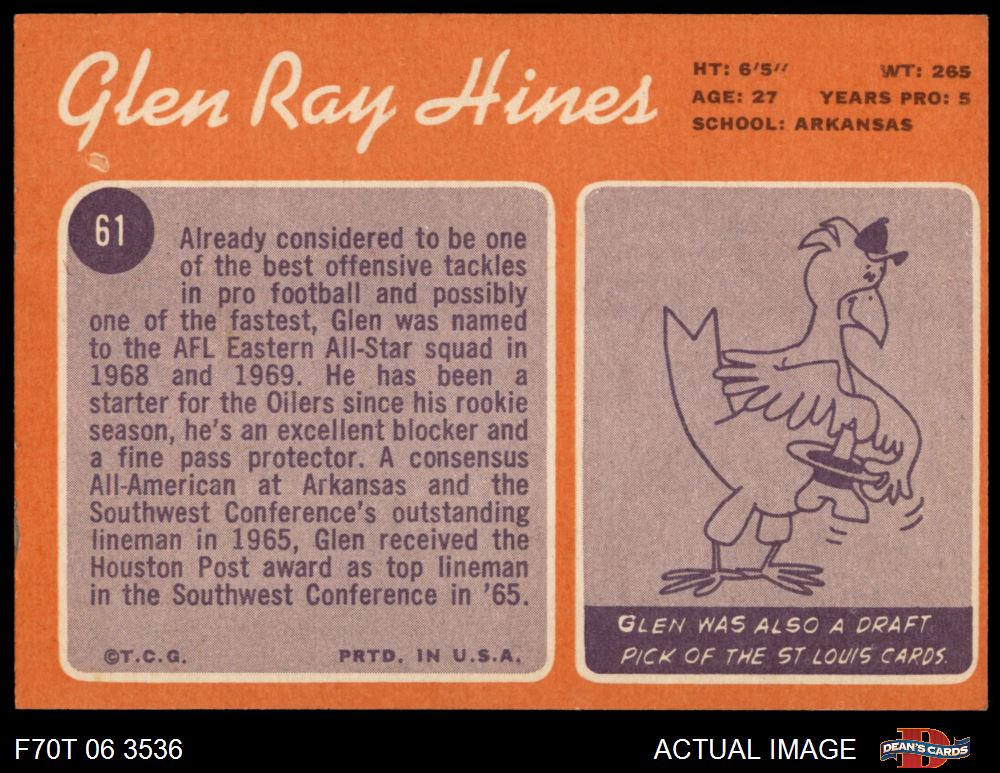 Glen Ray Hines
HT: 6'5" WT: 265
AGE: 27 YEARS PRO: 5
SCHOOL: ARKANSAS
61
Already considered to be one
of the best offensive tackles
in pro football and possibly
one of the fastest, Glen was named
to the AFL Eastern All-Star squad in
1968 and 1969. He has been a
starter for the Oilers since his rookie
season, he's an excellent blocker and
a fine pass protector. A consensus
All-American at Arkansas and the
Southwest Conference's outstanding
lineman in 1965, Glen received the
Houston Post award as top lineman
in the Southwest Conference in '65.
©T.C.G. PRTD. IN U.S.A.
GLEN WAS ALSO A DRAFT
PICK OF THE ST LOUIS CARDS.
F70T 06 3536
ACTUAL IMAGE
D
DEAN'S CARDS